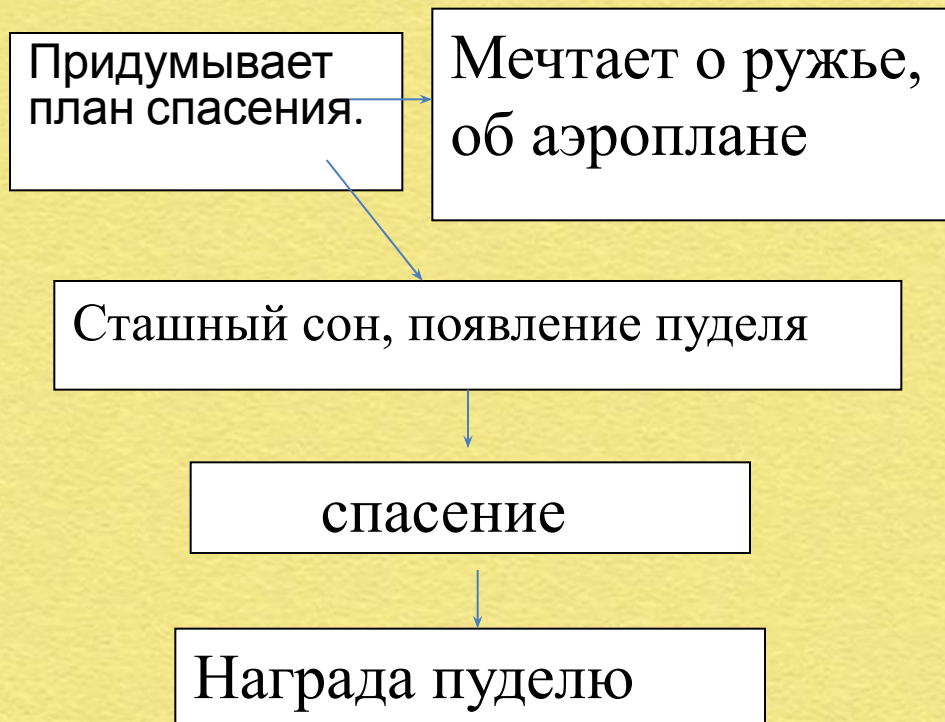 Придумывает
план спасения.
Мечтает о ружье,
об аэроплане
Сташный сон, появление пуделя
спасение
Награда пуделю